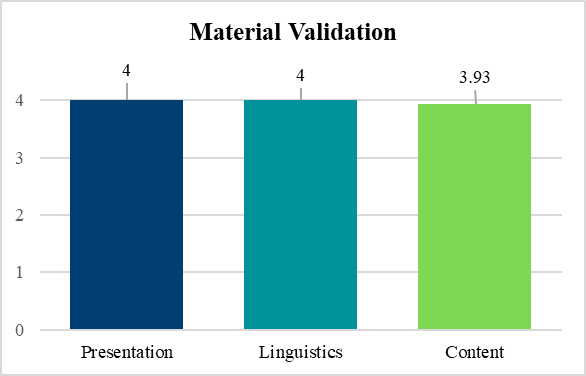 Material Validation
4
4
3.93
4
3
2
1
0
Presentation
Linguistics
Content